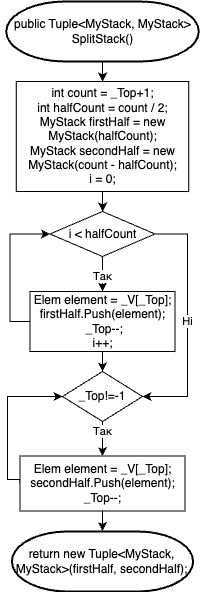 public Tuple<MyStack, MyStack>
SplitStack()
int count = _Top+1;
int halfCount = count / 2;
MyStack firstHalf = new
MyStack(halfCount);
MyStack secondHalf = new
MyStack(count - halfCount);
i = 0;
i < halfCount
Так
Elem element = _V[_Top];
firstHalf.Push(element);
_Top--;
i++;
Ні
_Top!=-1
Так
Elem element = _V[_Top];
secondHalf.Push(element);
_Top--;
return new Tuple<MyStack,
MyStack>(firstHalf, secondHalf);